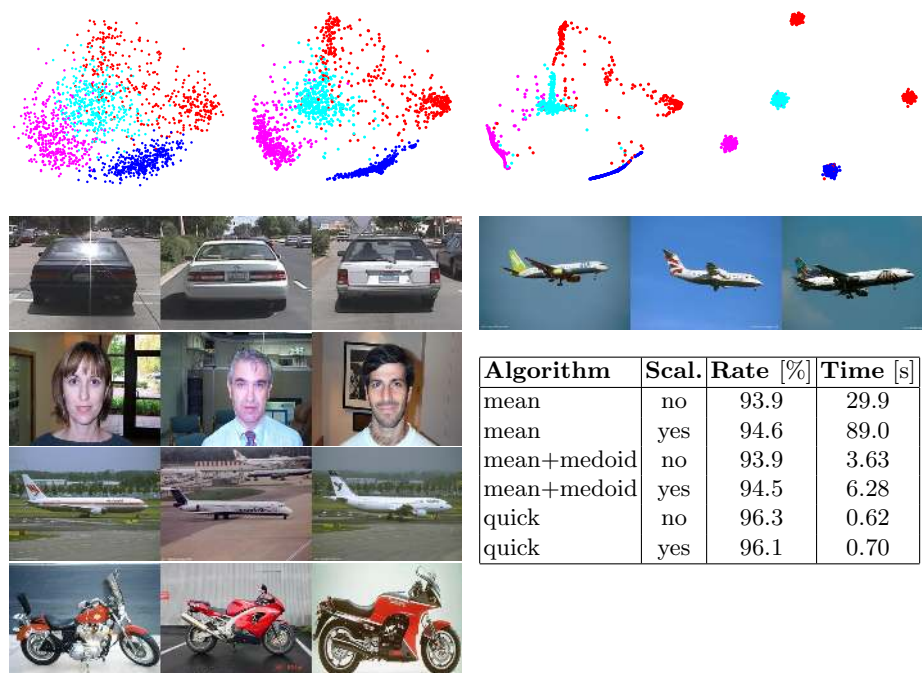 Algorithm Scal. Rate [%] Time [s]
mean no 93.9 29.9
mean yes 94.6 89.0
mean+medoid no 93.9 3.63
mean+medoid yes 94.5 6.28
quick no 96.3 0.62
quick yes 96.1 0.70